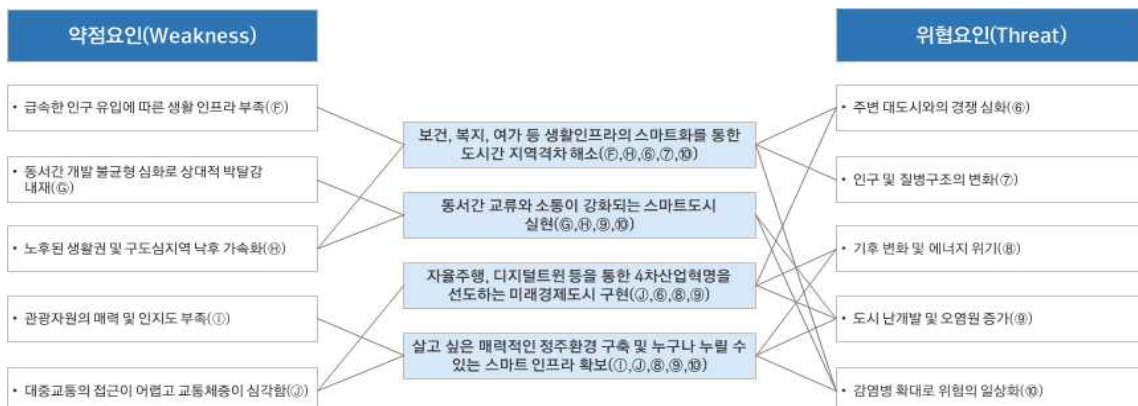 약점요인(Weakness)
• 급속한 인구 유입에 따른 생활 인프라 부족(Ⓕ)
• 동서간 개발 불균형 심화로 상대적 박탈감
내재(Ⓖ)
• 노후된 생활권 및 구도심지역 낙후 가속화(Ⓗ)
• 관광자원의 매력 및 인지도 부족(Ⓘ)
• 대중교통의 접근이 어렵고 교통체증이 심각함(Ⓙ)
보건, 복지, 여가 등 생활인프라의 스마트화를 통한
도시간 지역격차 해소(Ⓕ,Ⓗ,⑥,⑦,⑩)
동서간 교류와 소통이 강화되는 스마트도시
실현(Ⓖ,Ⓗ,⑨,⑩)
자율주행, 디지털트윈 등을 통한 4차산업혁명을
선도하는 미래경제도시 구현(Ⓙ,⑥,⑧,⑨)
살고 싶은 매력적인 정주환경 구축 및 누구나 누릴 수
있는 스마트 인프라 확보(Ⓘ,Ⓙ,⑧,⑨,⑩)
위협요인(Threat)
• 주변 대도시와의 경쟁 심화(⑥)
• 인구 및 질병구조의 변화(⑦)
• 기후 변화 및 에너지 위기(⑧)
• 도시 난개발 및 오염원 증가(⑨)
• 감염병 확대로 위험의 일상화(⑩)